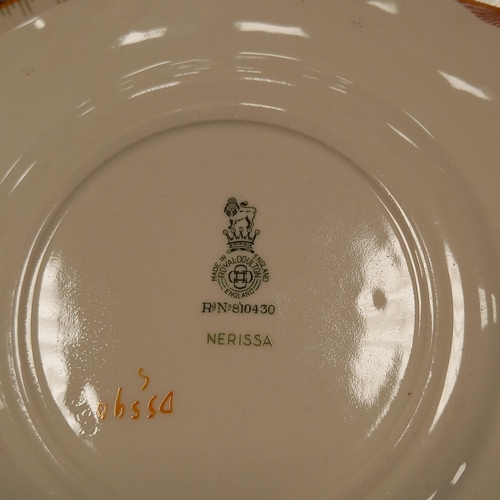 MADE IN ENGLAND
ROYAL DOULTON
ENGLAND
Rd No 810430
NERISSA
S